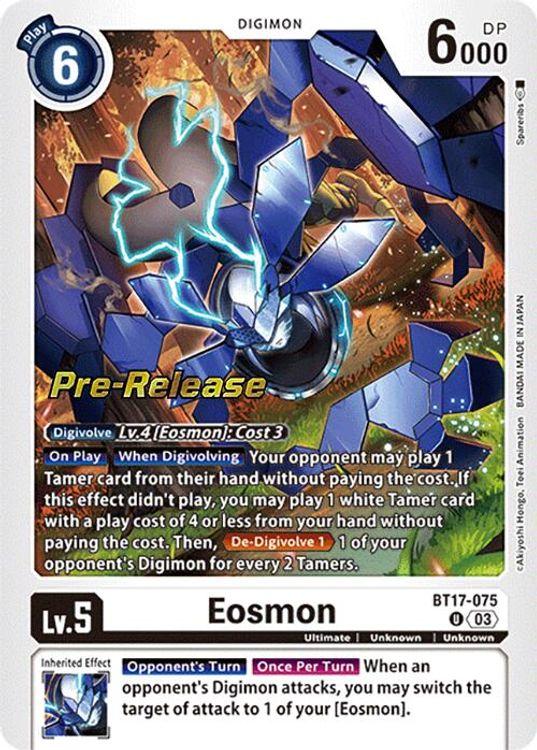 Play
6
DIGIMON
DP
6000
Spareribs
Pre-Release
Digivolve Lv.4 [Eosmon]: Cost 3
On Play When Digivolving Your opponent may play 1
Tamer card from their hand without paying the cost. If
this effect didn't play, you may play 1 white Tamer card
with a play cost of 4 or less from your hand without
paying the cost. Then, De-Digivolve 1 1 of your
opponent's Digimon for every 2 Tamers.
©Akiyoshi Hongo, Toei Animation BANDAI MADE IN JAPAN
Lv.5
Eosmon
BT17-075
U 03
Ultimate | Unknown | Unknown
Inherited Effect
Opponent's Turn Once Per Turn When an
opponent's Digimon attacks, you may switch the
target of attack to 1 of your [Eosmon].